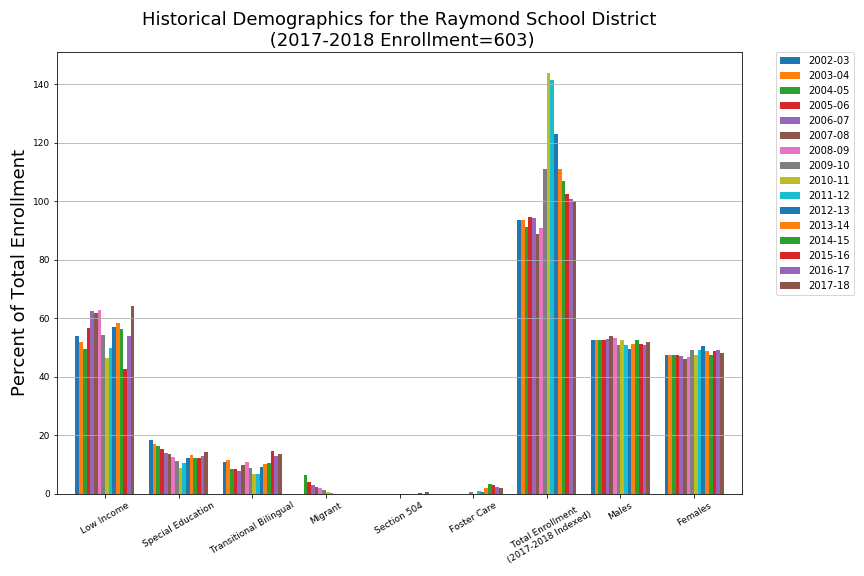 Historical Demographics for the Raymond School District
(2017-2018 Enrollment=603)
Percent of Total Enrollment
140
120
100
80
60
40
20
0
Low Income
Special Education
Transitional Bilingual
Migrant
Section 504
Foster Care
Total Enrollment
(2017-2018 Indexed)
Males
Females
2002-03
2003-04
2004-05
2005-06
2006-07
2007-08
2008-09
2009-10
2010-11
2011-12
2012-13
2013-14
2014-15
2015-16
2016-17
2017-18